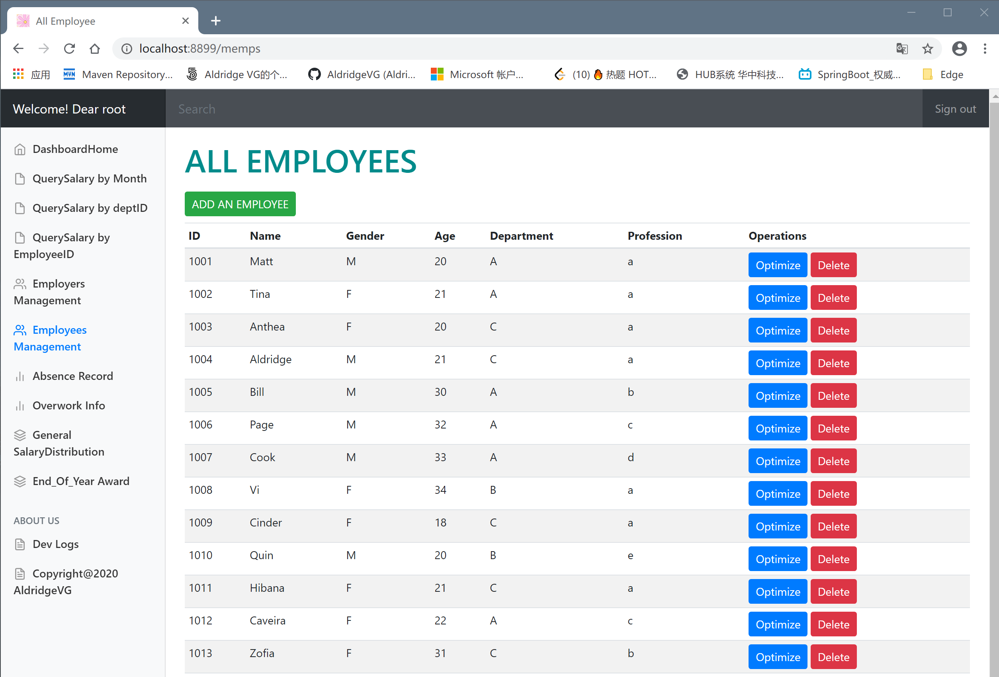 All Employee
localhost:8899/memps
应用 Maven Repository... Aldridge VG的个... AldridgeVG (Aldri... Microsoft 帐户... (10) 热题 HOT... HUB系统 华中科技... SpringBoot_权威... Edge
Welcome! Dear root Search Sign out
DashboardHome
QuerySalary by Month
QuerySalary by deptID
QuerySalary by
EmployeeID
Employers
Management
Employees
Management
Absence Record
Overwork Info
General
SalaryDistribution
End_Of_Year Award
ABOUT US
Dev Logs
Copyright@2020
AldridgeVG
ALL EMPLOYEES
ADD AN EMPLOYEE
ID Name Gender Age Department Profession Operations
1001 Matt M 20 A a Optimize Delete
1002 Tina F 21 A a Optimize Delete
1003 Anthea F 20 C a Optimize Delete
1004 Aldridge M 21 C a Optimize Delete
1005 Bill M 30 A b Optimize Delete
1006 Page M 32 A c Optimize Delete
1007 Cook M 33 A d Optimize Delete
1008 Vi F 34 B a Optimize Delete
1009 Cinder F 18 C a Optimize Delete
1010 Quin M 20 B e Optimize Delete
1011 Hibana F 21 C a Optimize Delete
1012 Caveira F 22 A c Optimize Delete
1013 Zofia F 31 C b Optimize Delete